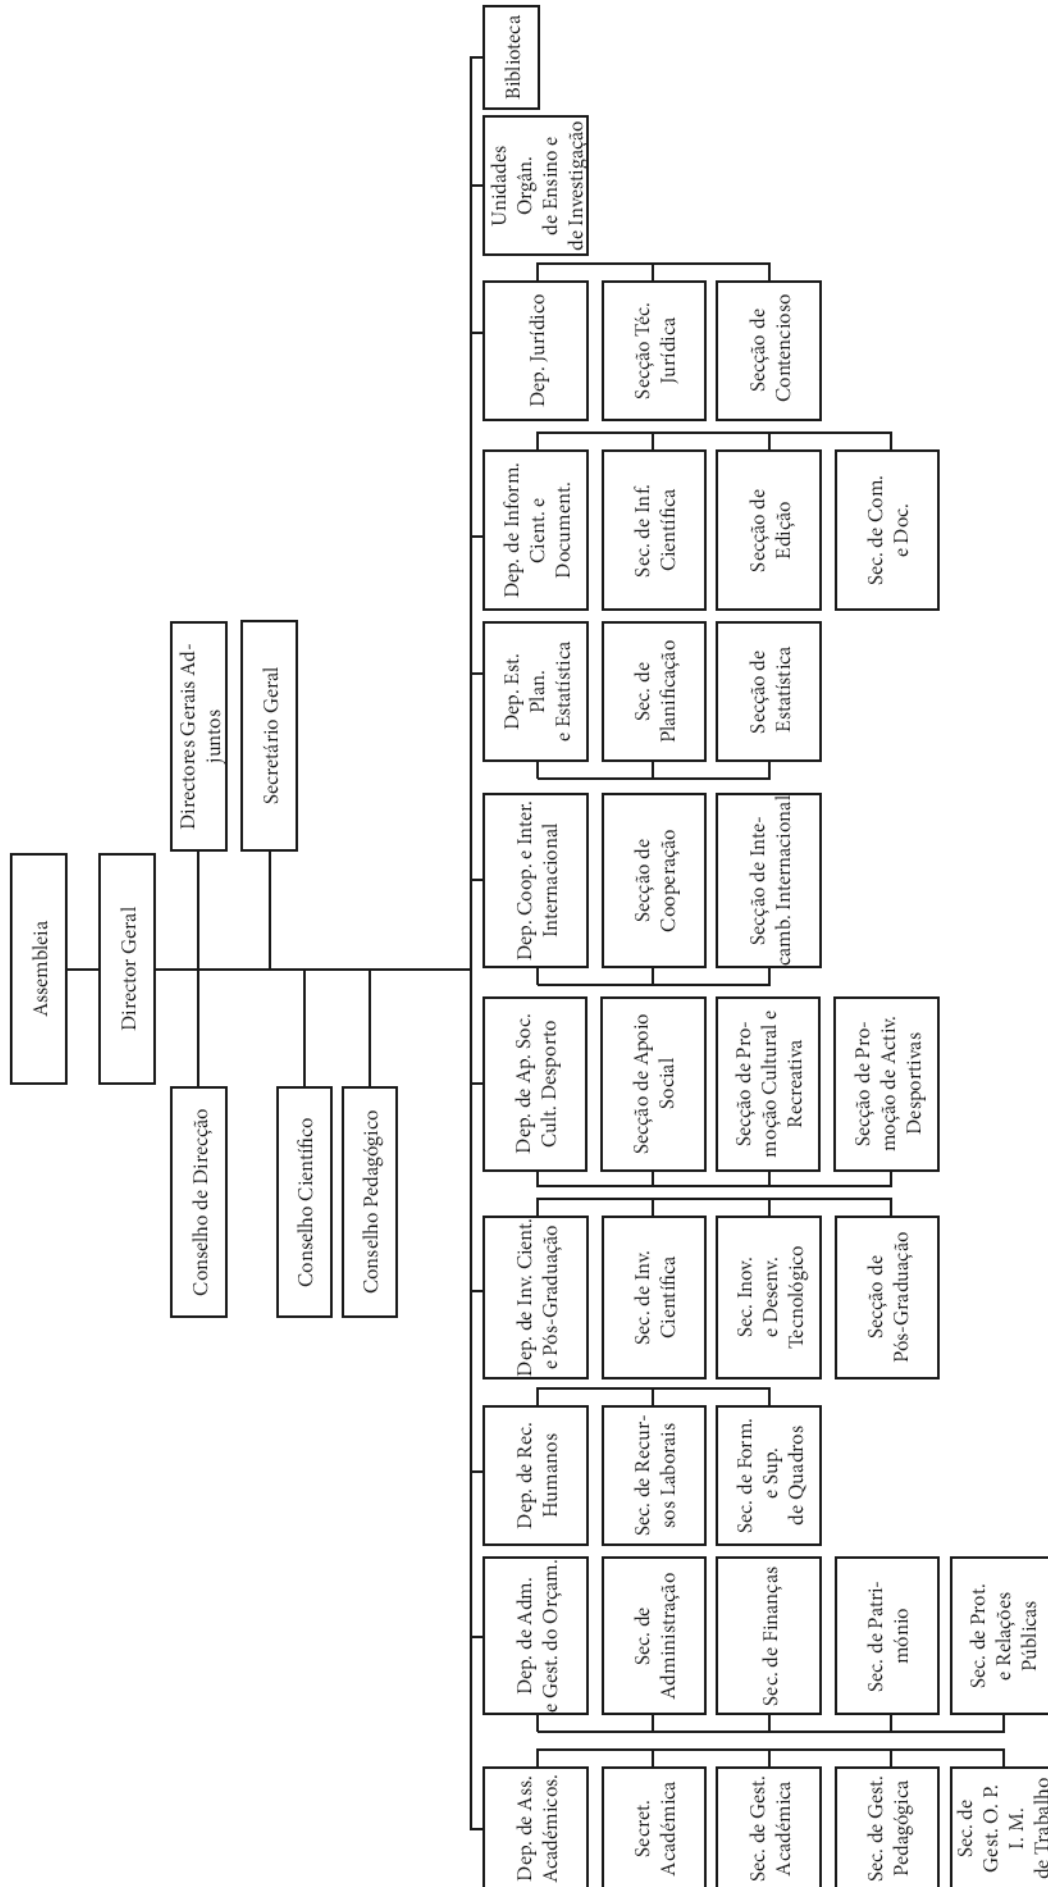 Assembleia
Director Geral
Conselho de Direcção
Directores Gerais Ad-
juntos
Secretário Geral
Conselho Científico
Conselho Pedagógico
Dep. de Ass.
Académicos.
Secret.
Académica
Sec. de Gest.
Académica
Sec. de Gest.
Pedagógica
Sec. de
Gest. O. P.
I. M.
de Trabalho
Dep. de Adm.
e Gest. do Orçam.
Sec. de
Administração
Sec. de Finanças
Sec. de Patri-
mónio
Sec. de Prot.
e Relações
Públicas
Dep. de Rec.
Humanos
Sec. de Recur-
sos Laborais
Sec. de Form.
e Sup.
de Quadros
Dep. de Inv. Cient.
e Pós-Graduação
Sec. de Inv.
Científica
Sec. Inov.
e Desenv.
Tecnológico
Secção de
Pós-Graduação
Dep. de Ap. Soc.
Cult. Desporto
Secção de Apoio
Social
Secção de Pro-
moção Cultural e
Recreativa
Secção de Pro-
moção de Activ.
Desportivas
Dep. Coop. e Inter.
Internacional
Secção de
Cooperação
Secção de Inte-
camb. Internacional
Dep. Est.
Plan.
e Estatística
Sec. de
Planificação
Secção de
Estatística
Dep. de Inform.
Cient. e
Document.
Sec. de Inf.
Científica
Secção de
Edição
Sec. de Com.
e Doc.
Dep. Jurídico
Secção Téc.
Jurídica
Secção de
Contencioso
Unidades
Orgân.
de Ensino e
de Investigação
Biblioteca